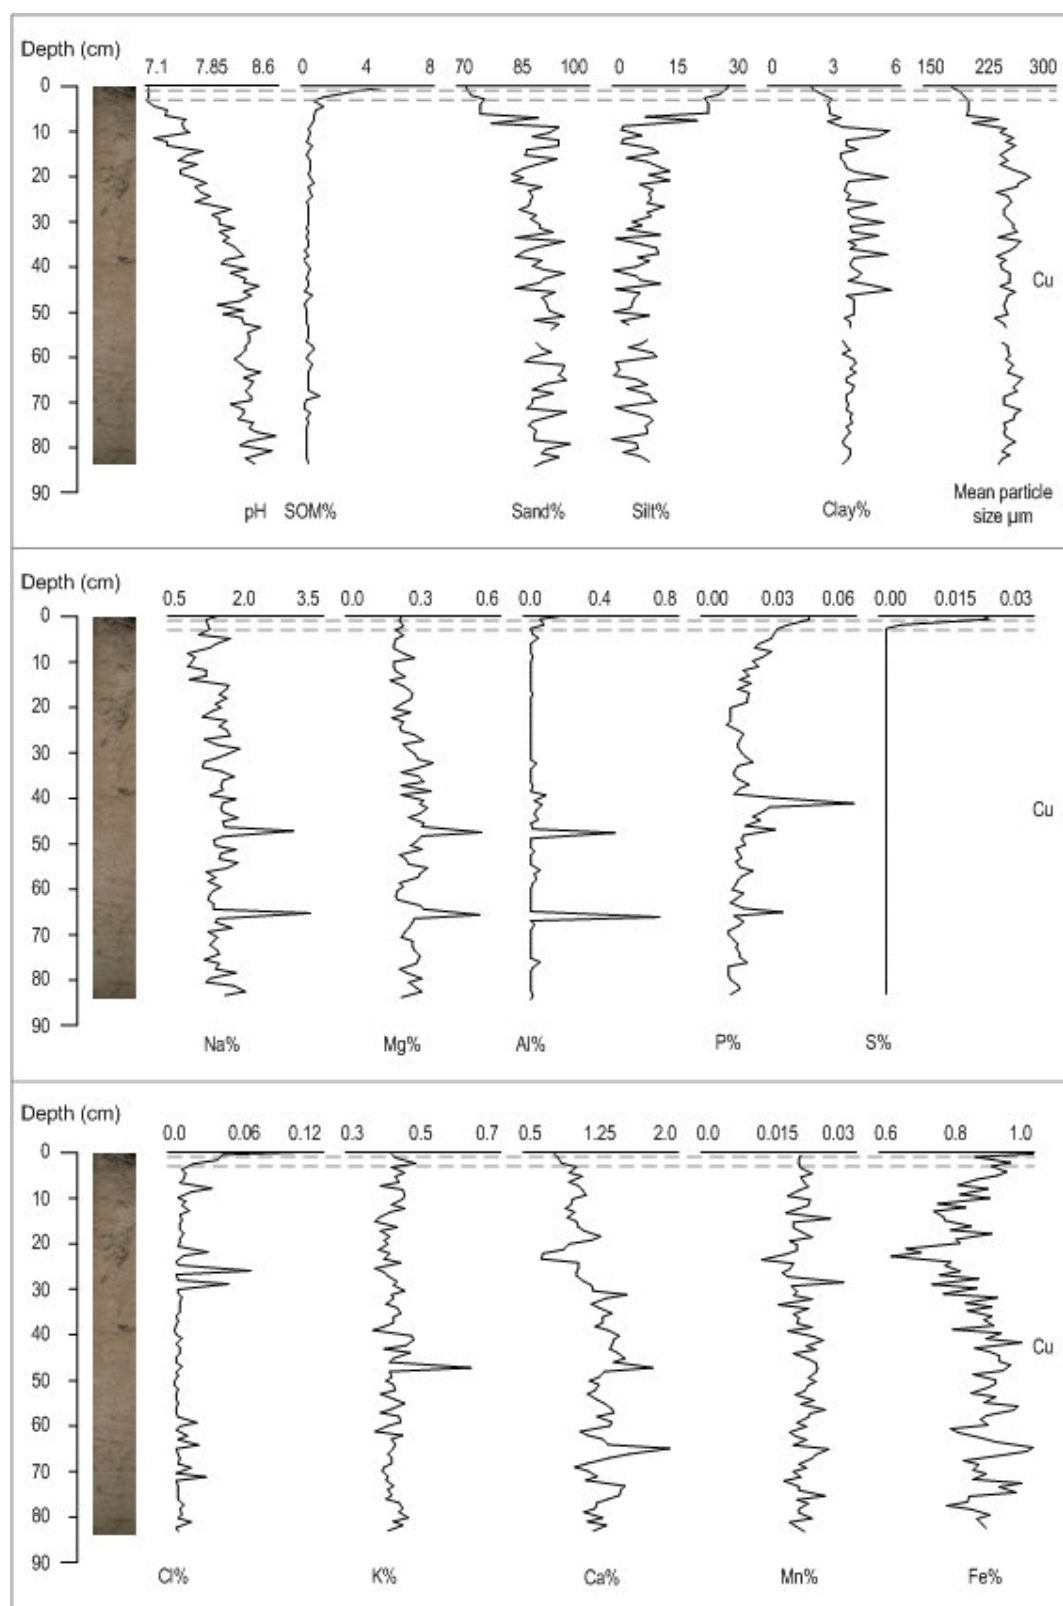 Depth (cm)
7.1 7.85 8.6 0 4 8 70 85 100 0 15 30 0 3 6 150 225 300
0
10
20
30
40
Cu
50
60
70
80
90
pH SOM% Sand% Silt% Clay% Mean particle
size µm
Depth (cm)
0.5 2.0 3.5 0.0 0.3 0.6 0.0 0.4 0.8 0.00 0.03 0.06 0.00 0.015 0.03
0
10
20
30
40
Cu
50
60
70
80
90
Na% Mg% Al% P% S%
Depth (cm)
0.0 0.06 0.12 0.3 0.5 0.7 0.5 1.25 2.0 0.0 0.015 0.03 0.6 0.8 1.0
0
10
20
30
40
Cu
50
60
70
80
90
Cl% K% Ca% Mn% Fe%